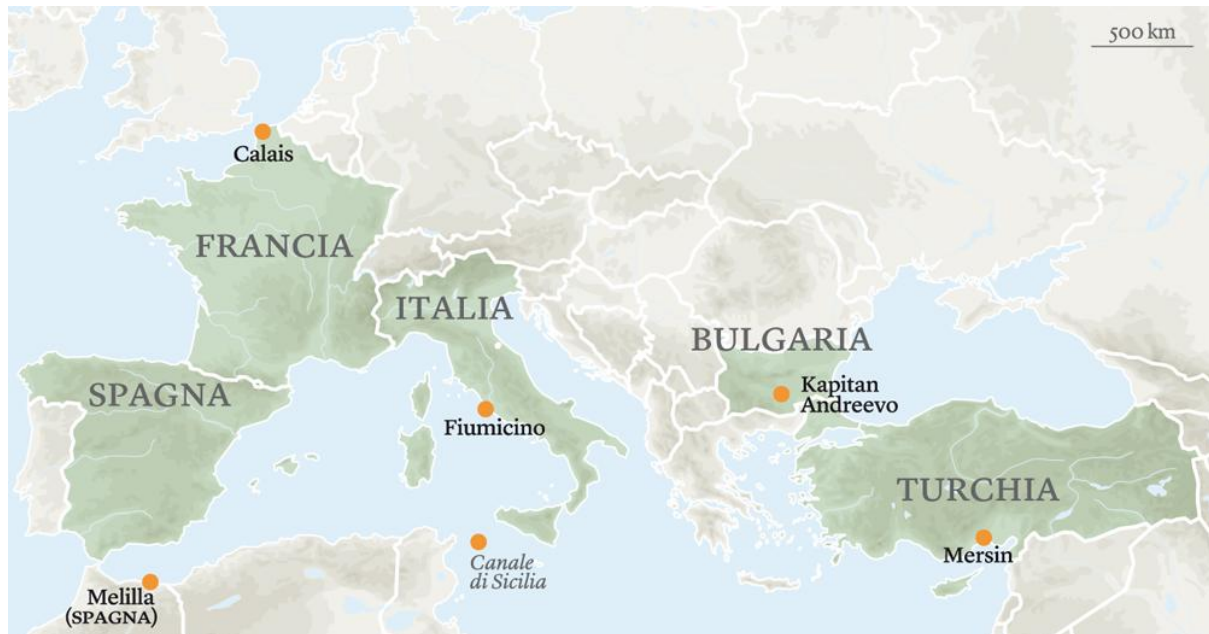 500 km
Calais
FRANCIA
ITALIA
BULGARIA
SPAGNA
Kapitan
Andreevo
Fiumicino
TURCHIA
Mersin
Canale
di Sicilia
Melilla
(SPAGNA)